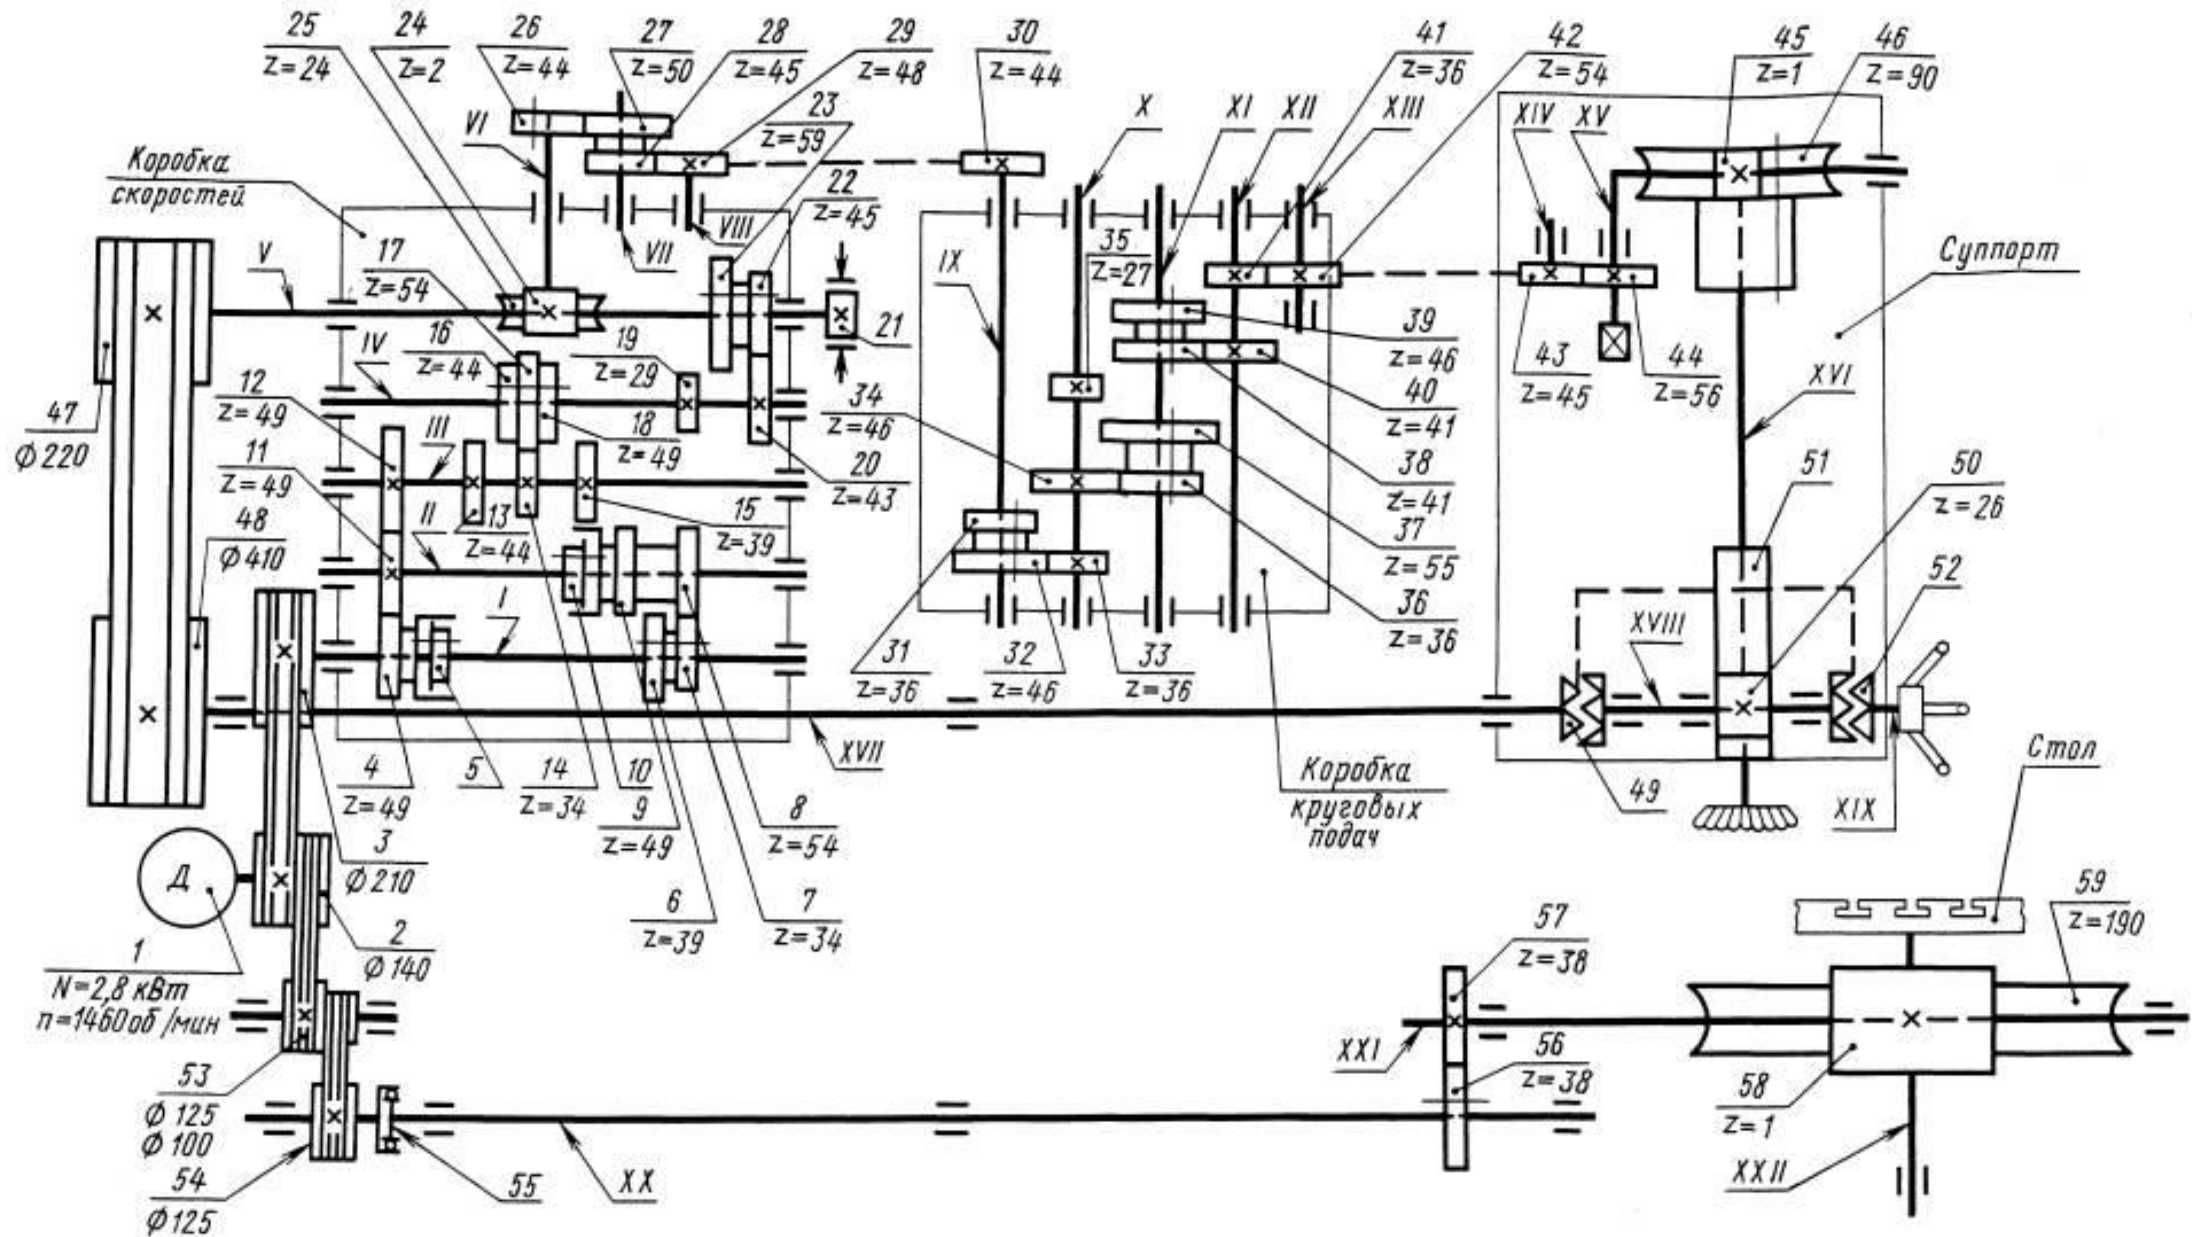 25
z=24
24
z=2
26
z=44
27
z=50
28
z=45
29
z=48
30
z=44
41
z=36
42
z=54
45
z=1
46
z=90
23
z=59
VI
X
XI
XII
XIII
XIV
XV
Коробка
скоростей
22
z=45
VII
VIII
17
z=54
V
IX
35
z=27
Суппорт
16
z=44
19
z=29
21
39
z=46
IV
43
z=45
44
z=56
12
z=49
34
z=46
40
z=41
XVI
47
Ф220
III
18
z=49
11
z=49
20
z=43
38
z=41
51
50
z=26
48
Ф410
II
13
z=44
15
z=39
37
z=55
52
I
36
z=36
XVIII
31
z=36
32
z=46
33
z=36
XVII
Стол
4
z=49
5
14
z=34
10
9
z=49
8
z=54
Коробка
круговых
подач
49
XIX
3
Ф210
Д
6
z=39
7
z=34
59
z=190
2
Ф140
57
z=38
1
N=2,8 кВт
n=1460об/мин
XXI
56
z=38
53
Ф125
Ф100
58
z=1
54
Ф125
55
XX
XXII